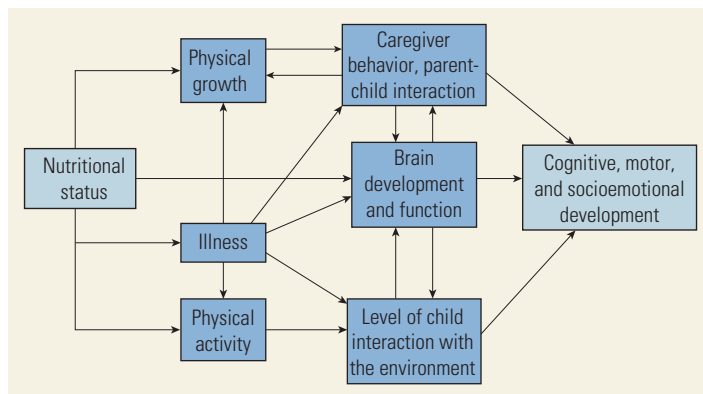 Physical
growth
Caregiver
behavior, parent-
child interaction
Nutritional
status
Brain
development
and function
Cognitive, motor,
and socioemotional
development
Illness
Physical
activity
Level of child
interaction with
the environment